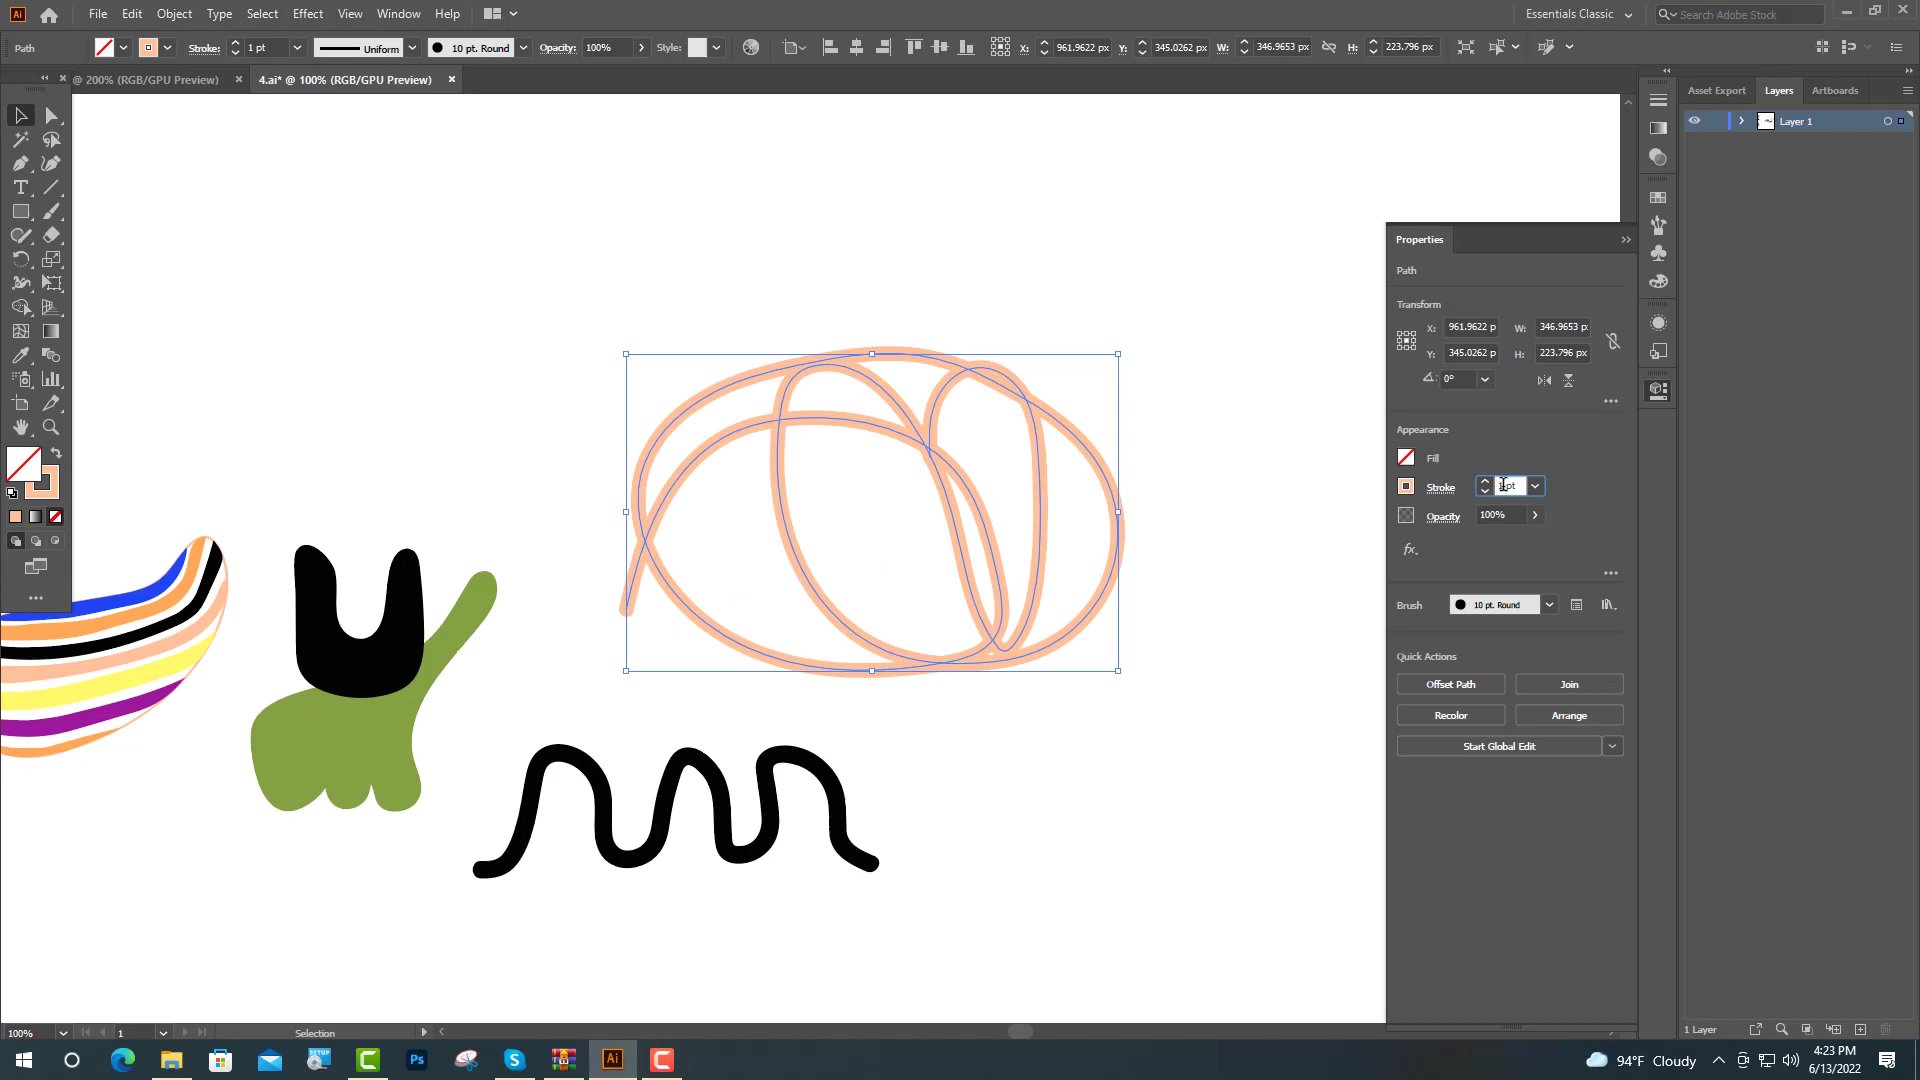 Ai File Edit Object Type Select Effect View Window Help Essentials Classic Search Adobe Stock
Path Stroke: 1 pt Uniform 10 pt. Round Opacity: 100% Style: X: 961.9622 px Y: 345.0262 px W: 346.9653 px H: 223.796 px
@ 200% (RGB/GPU Preview) × 4.ai* @ 100% (RGB/GPU Preview) ×
Asset Export Layers Artboards
Layer 1
Properties
Path
Transform
X: 961.9622 p W: 346.9653 p
Y: 345.0262 p H: 223.796 px
0°
Appearance
Fill
Stroke pt
Opacity 100%
fx.
Brush 10 pt. Round
Quick Actions
Offset Path Join
Recolor Arrange
Start Global Edit
100% 1 Selection
1 Layer
SETUP Ps Ai
94°F Cloudy 4:23 PM
6/13/2022